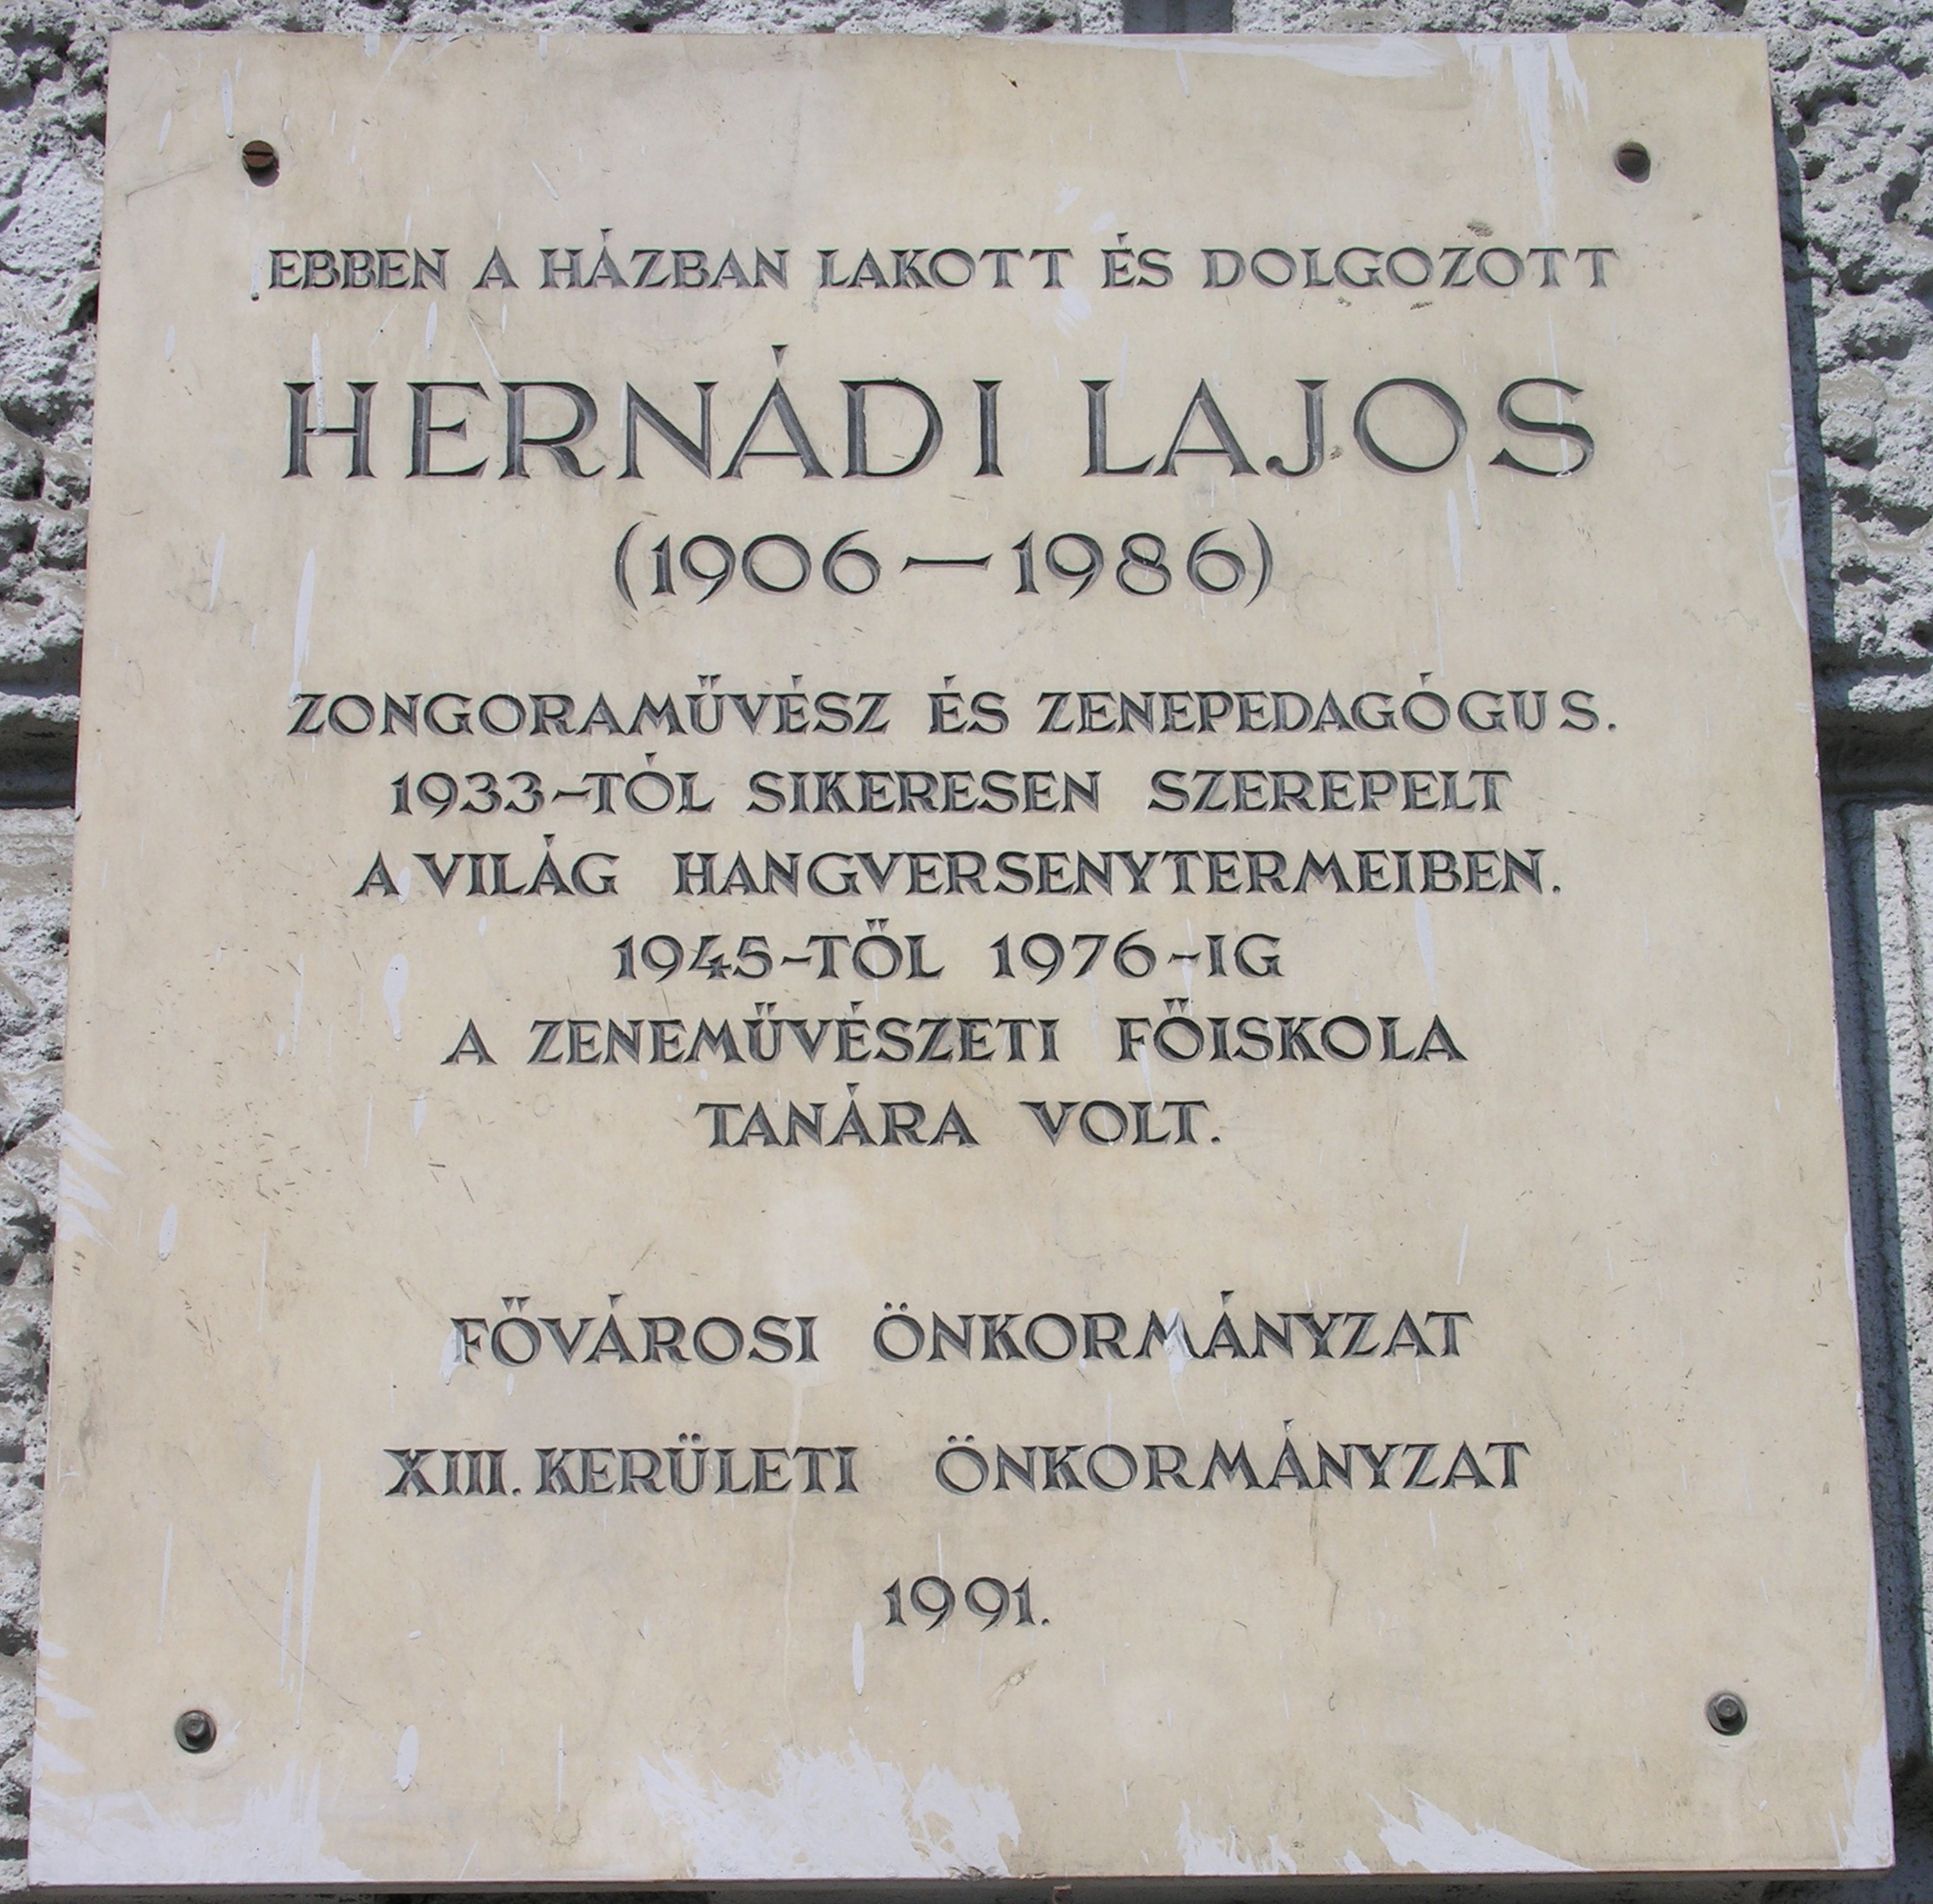 EBBEN A HÁZBAN LAKOTT ÉS DOLGOZOTT
HERNÁDI LAJOS
(1906—1986)
ZONGORAMŰVÉSZ ÉS ZENEPEDAGÓGUS.
1933-TÓL SIKERESEN SZEREPELT
A VILÁG HANGVERSENYTERMEIBEN.
1945-TŐL 1976-IG
A ZENEMŰVÉSZETI FŐISKOLA
TANÁRA VOLT.
FŐVÁROSI ÖNKORMÁNYZAT
XIII. KERÜLETI ÖNKORMÁNYZAT
1991.